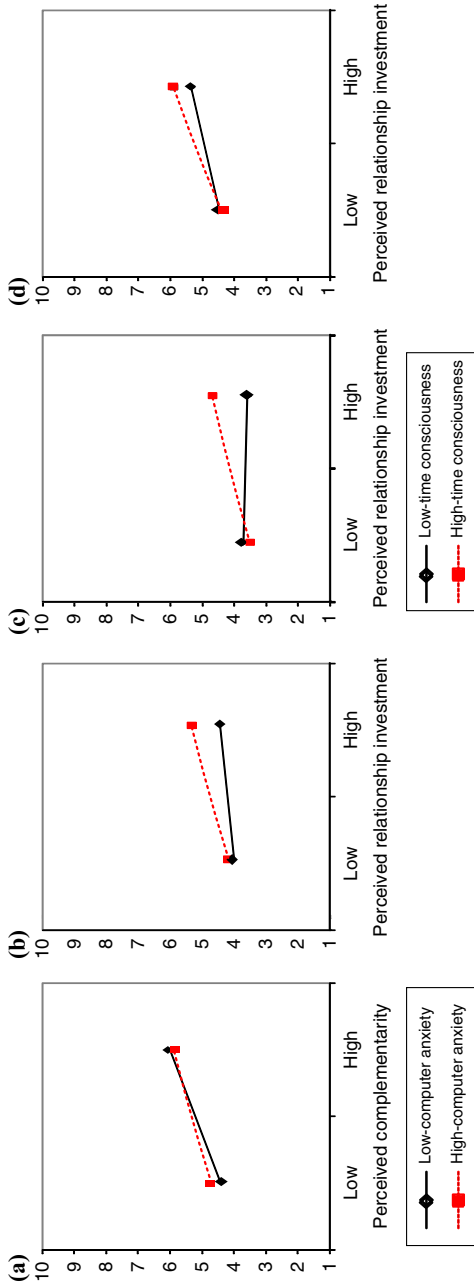 (a)
10
9
8
7
6
5
4
3
2
1
Low High
Perceived complementarity
Low-computer anxiety
High-computer anxiety
(b)
10
9
8
7
6
5
4
3
2
1
Low High
Perceived relationship investment
(c)
10
9
8
7
6
5
4
3
2
1
Low High
Perceived relationship investment
Low-time consciousness
High-time consciousness
(d)
10
9
8
7
6
5
4
3
2
1
Low High
Perceived relationship investment